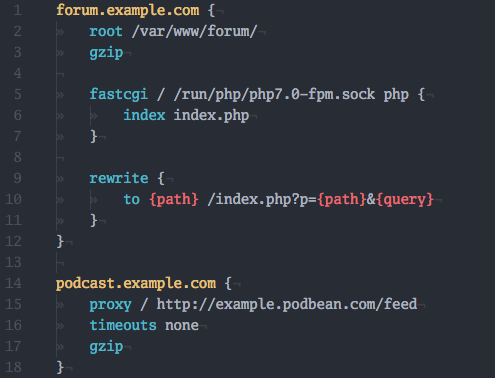 1 forum.example.com {
2 root /var/www/forum/
3 gzip
4
5 fastcgi / /run/php/php7.0-fpm.sock php {
6 index index.php
7 }
8
9 rewrite {
10 to {path} /index.php?p={path}&{query}
11 }
12 }
13
14 podcast.example.com {
15 proxy / http://example.podbean.com/feed
16 timeouts none
17 gzip
18 }